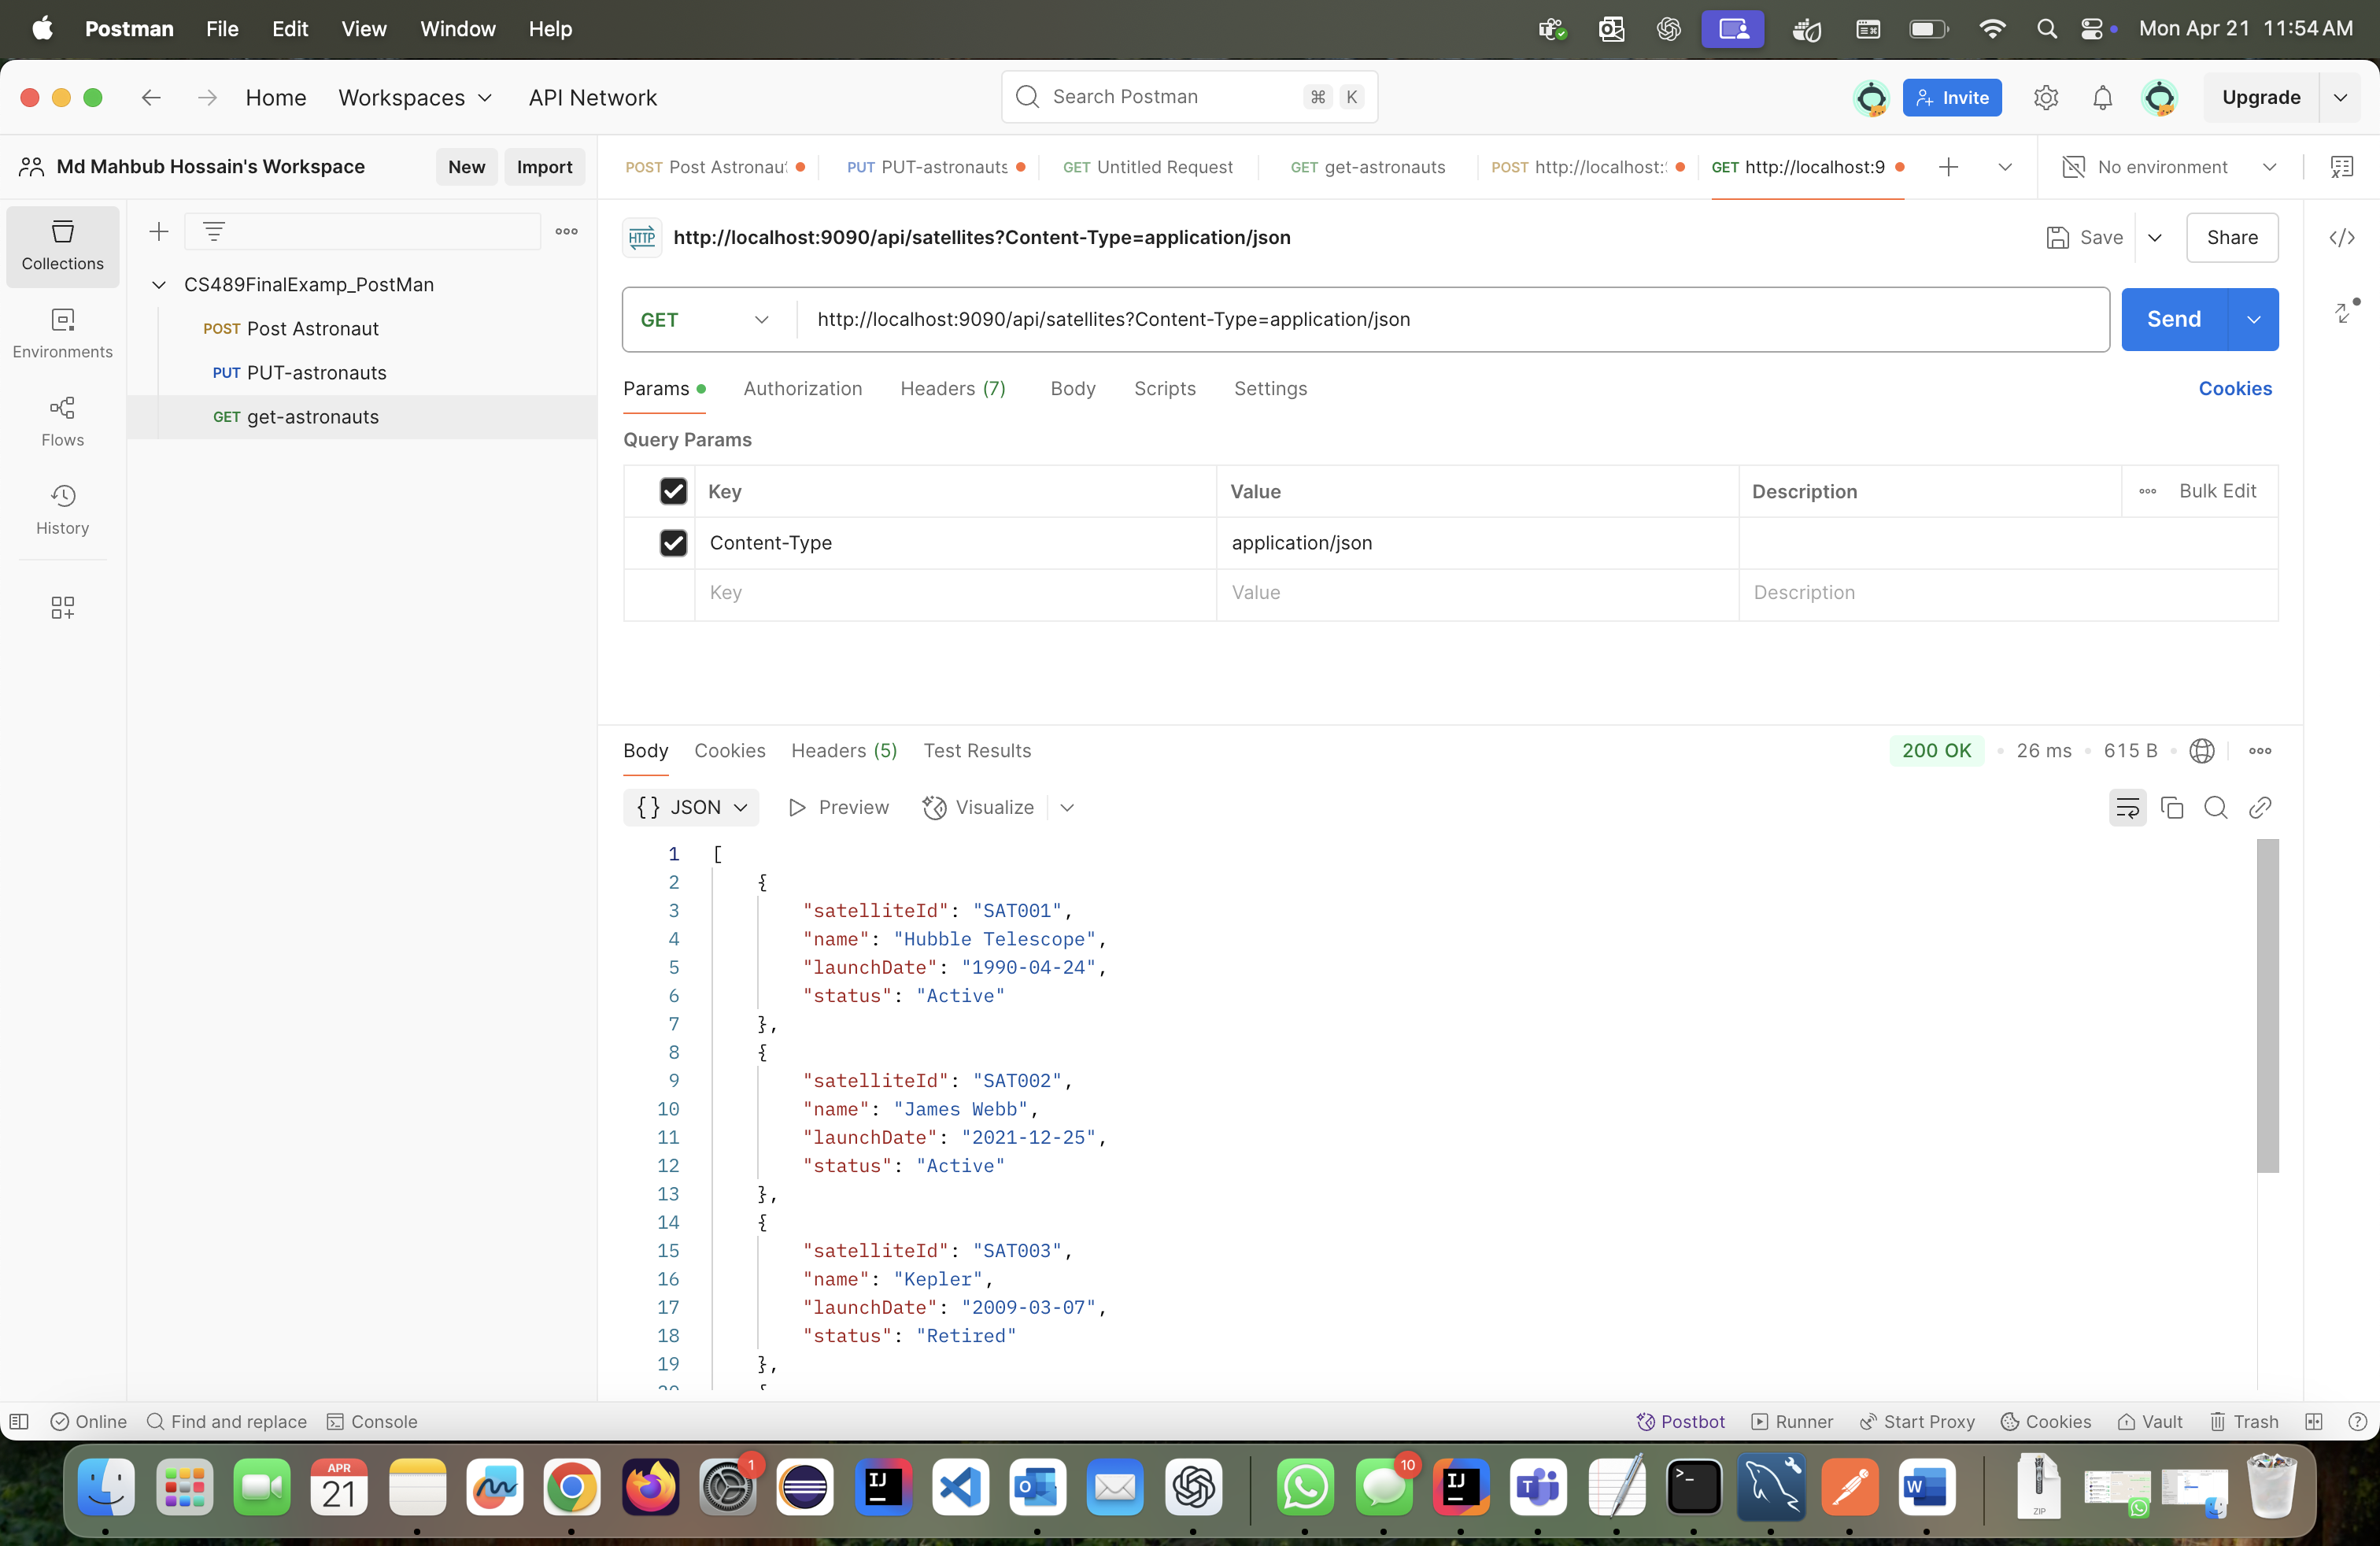 Postman File Edit View Window Help Mon Apr 21 11:54 AM
Home Workspaces API Network Search Postman ⌘ K Invite Upgrade
Md Mahbub Hossain's Workspace New Import
POST Post Astronau PUT PUT-astronauts GET Untitled Request GET get-astronauts POST http://localhost: GET http://localhost:9 No environment
Collections
Environments
Flows
History
CS489FinalExamp_PostMan
POST Post Astronaut
PUT PUT-astronauts
GET get-astronauts
HTTP http://localhost:9090/api/satellites?Content-Type=application/json Save Share
GET http://localhost:9090/api/satellites?Content-Type=application/json Send
Params Authorization Headers (7) Body Scripts Settings Cookies
Query Params
Key Value Description Bulk Edit
Content-Type application/json
Key Value Description
Body Cookies Headers (5) Test Results 200 OK • 26 ms • 615 B
{} JSON Preview Visualize
1 [
2 {
3 "satelliteId": "SAT001",
4 "name": "Hubble Telescope",
5 "launchDate": "1990-04-24",
6 "status": "Active"
7 },
8 {
9 "satelliteId": "SAT002",
10 "name": "James Webb",
11 "launchDate": "2021-12-25",
12 "status": "Active"
13 },
14 {
15 "satelliteId": "SAT003",
16 "name": "Kepler",
17 "launchDate": "2009-03-07",
18 "status": "Retired"
19 },
Online Find and replace Console Postbot Runner Start Proxy Cookies Vault Trash
APR
21
1
IJ
O
10
IJ
T
>_
W
ZIP